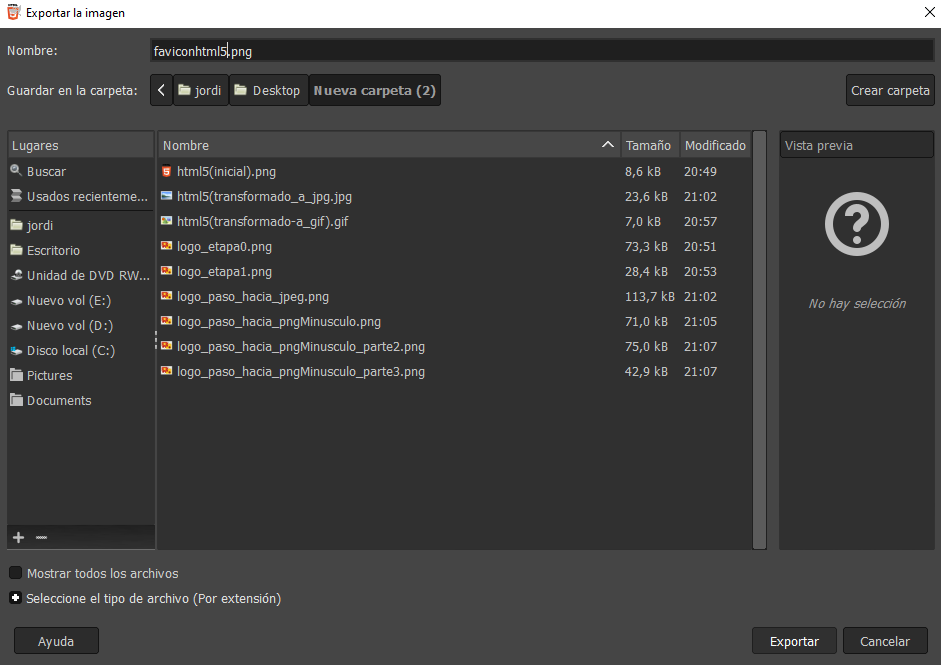 Exportar la imagen
Nombre: faviconhtml5.png
Guardar en la carpeta: jordi Desktop Nueva carpeta (2) Crear carpeta
Lugares
Buscar
Usados recienteme...
jordi
Escritorio
Unidad de DVD RW...
Nuevo vol (E:)
Nuevo vol (D:)
Disco local (C:)
Pictures
Documents
Nombre Tamaño Modificado
html5(inicial).png 8,6 kB 20:49
html5(transformado_a_jpg.jpg 23,6 kB 21:02
html5(transformado-a_gif).gif 7,0 kB 20:57
logo_etapa0.png 73,3 kB 20:51
logo_etapa1.png 28,4 kB 20:53
logo_paso_hacia_jpeg.png 113,7 kB 21:02
logo_paso_hacia_pngMinusculo.png 71,0 kB 21:05
logo_paso_hacia_pngMinusculo_parte2.png 75,0 kB 21:07
logo_paso_hacia_pngMinusculo_parte3.png 42,9 kB 21:07
Vista previa
No hay selección
Mostrar todos los archivos
Seleccione el tipo de archivo (Por extensión)
Ayuda Exportar Cancelar